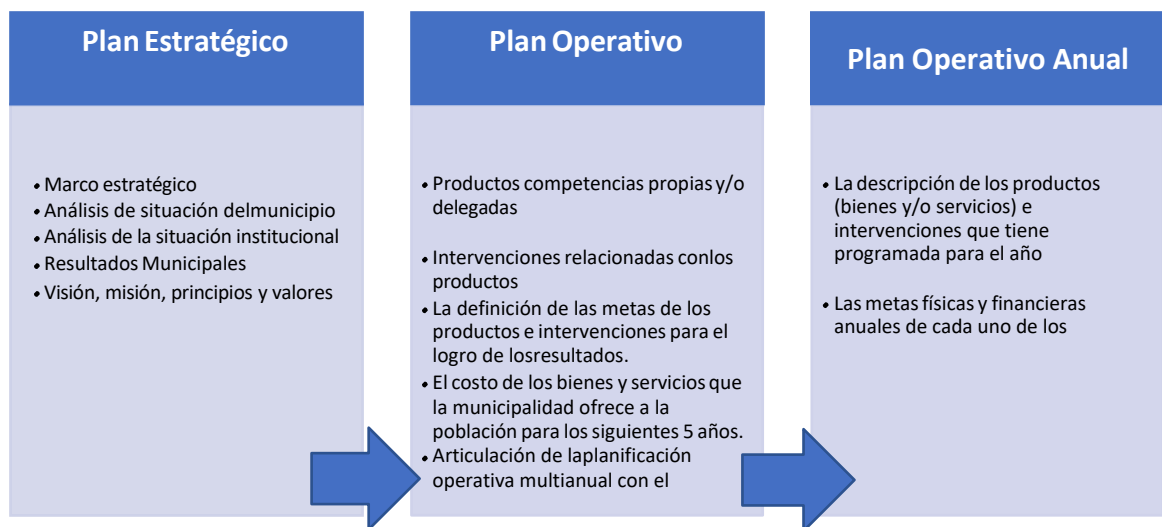 Plan Estratégico
• Marco estratégico
• Análisis de situación delmunicipio
• Análisis de la situación institucional
• Resultados Municipales
• Visión, misión, principios y valores
Plan Operativo
• Productos competencias propias y/o
delegadas
• Intervenciones relacionadas conlos
productos
• La definición de las metas de los
productos e intervenciones para el
logro de losresultados.
• El costo de los bienes y servicios que
la municipalidad ofrece a la
población para los siguientes 5 años.
• Articulación de laplanificación
operativa multianual con el
Plan Operativo Anual
• La descripción de los productos
(bienes y/o servicios) e
intervenciones que tiene
programada para el año
• Las metas físicas y financieras
anuales de cada uno de los